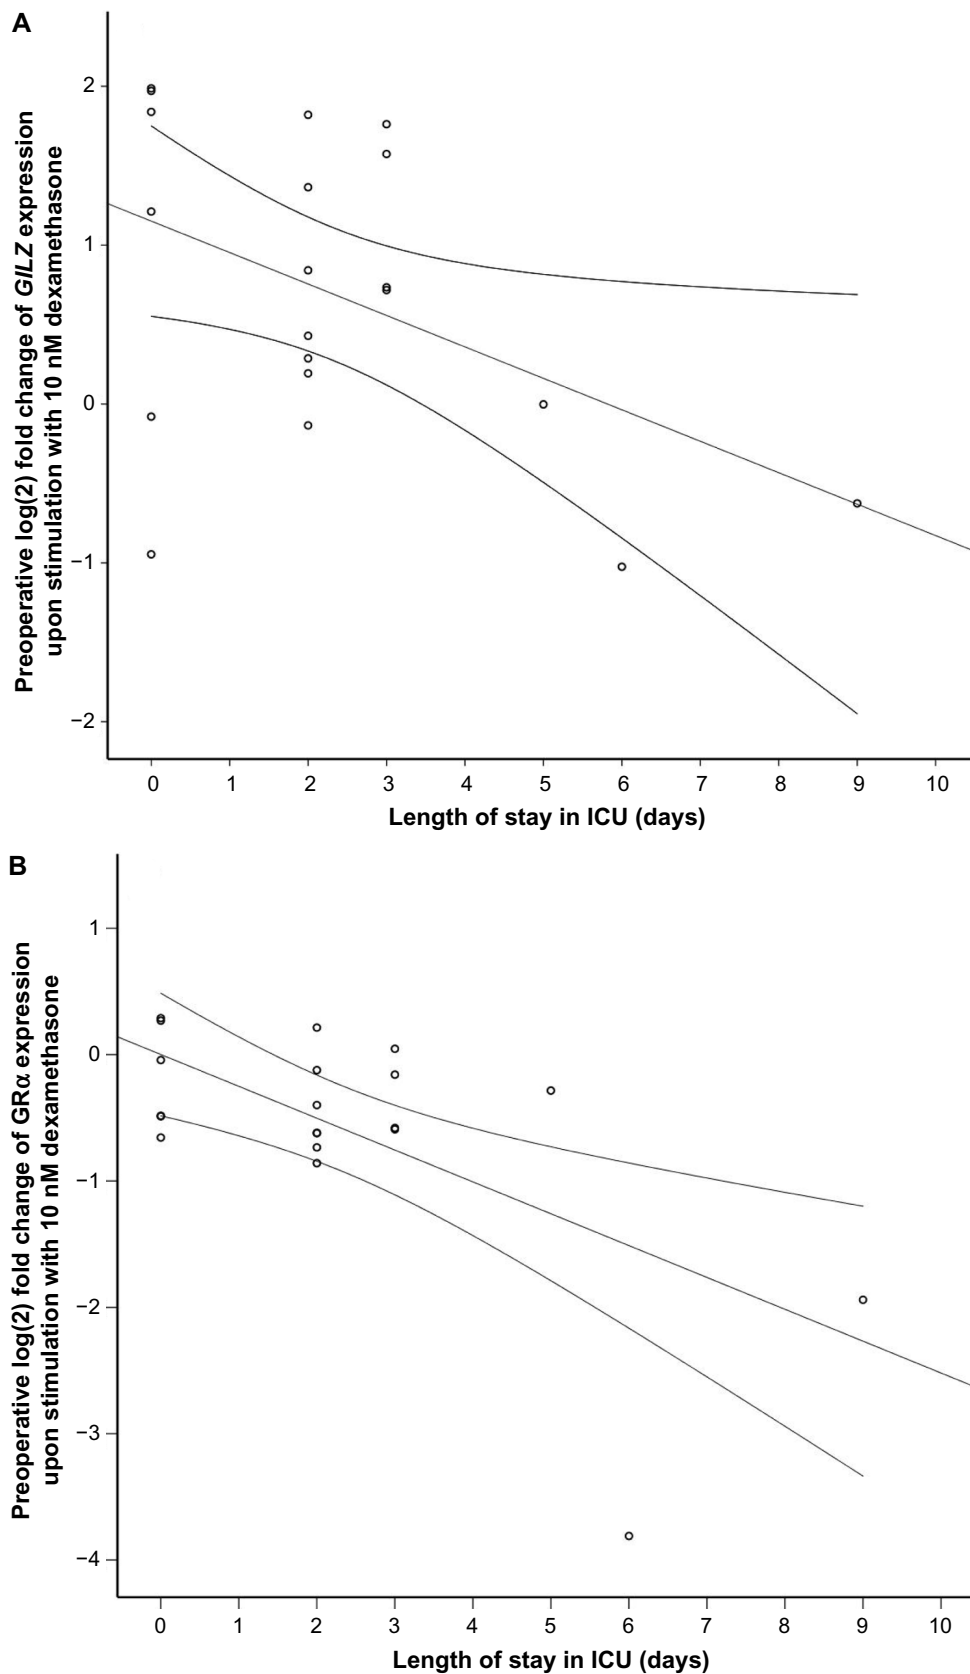 A
Preoperative log(2) fold change of GILZ expression
upon stimulation with 10 nM dexamethasone
2
1
0
−1
−2
0 1 2 3 4 5 6 7 8 9 10
Length of stay in ICU (days)
B
Preoperative log(2) fold change of GRα expression
upon stimulation with 10 nM dexamethasone
1
0
−1
−2
−3
−4
0 1 2 3 4 5 6 7 8 9 10
Length of stay in ICU (days)